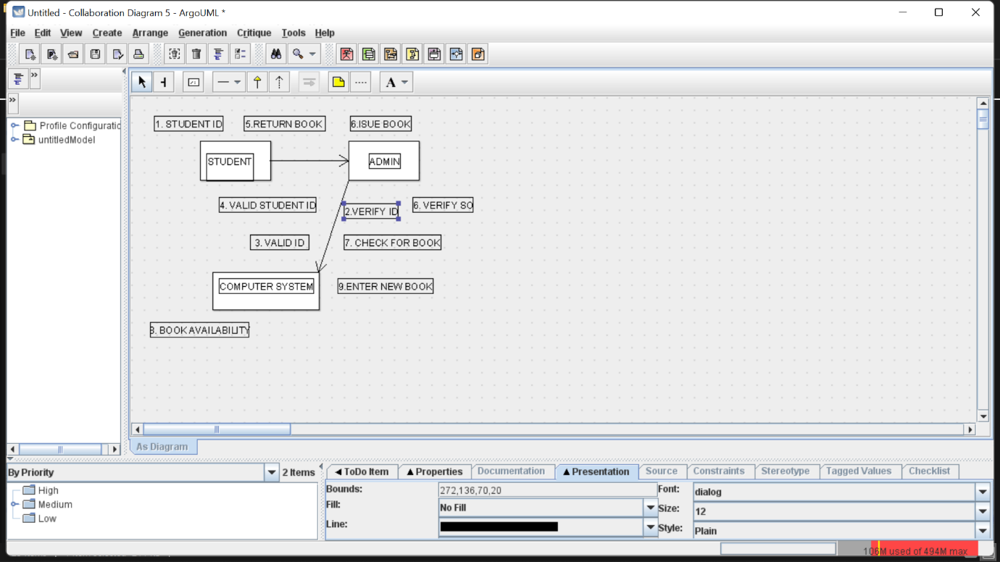 Untitled - Collaboration Diagram 5 - ArgoUML *
File Edit View Create Arrange Generation Critique Tools Help
A
Profile Configuratio
untitledModel
1. STUDENT ID
5.RETURN BOOK
6.ISUE BOOK
STUDENT
ADMIN
4. VALID STUDENT ID
2.VERIFY ID
6. VERIFY SO
3. VALID ID
7. CHECK FOR BOOK
COMPUTER SYSTEM
9.ENTER NEW BOOK
8. BOOK AVAILABILITY
As Diagram
By Priority
2 Items
High
Medium
Low
ToDo Item
Properties
Documentation
Presentation
Source
Constraints
Stereotype
Tagged Values
Checklist
Bounds: 272,136,70,20
Fill: No Fill
Line:
Font: dialog
Size: 12
Style: Plain
106M used of 494M max